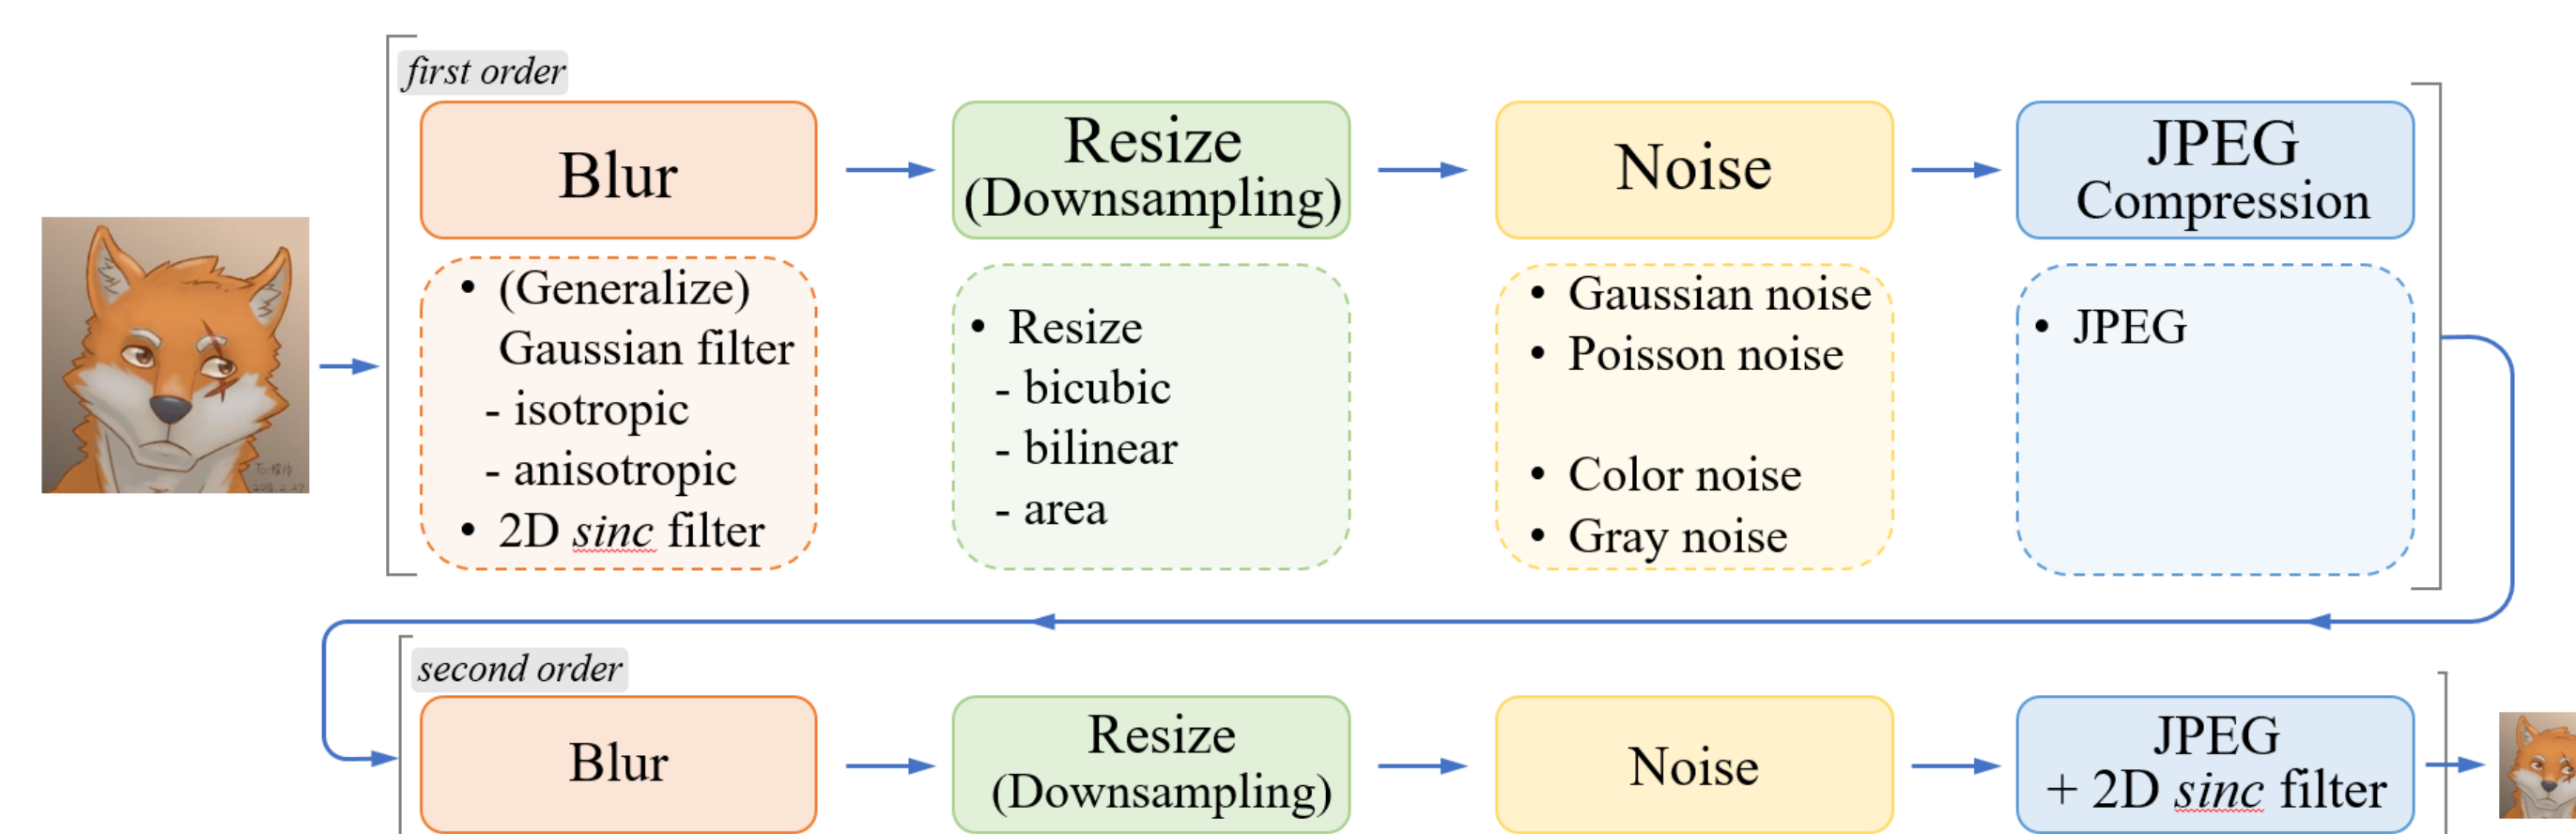 first order
Blur
Resize
(Downsampling)
Noise
JPEG
Compression
• (Generalize)
Gaussian filter
- isotropic
- anisotropic
• 2D sinc filter
• Resize
- bicubic
- bilinear
- area
• Gaussian noise
• Poisson noise
• Color noise
• Gray noise
• JPEG
second order
Blur
Resize
(Downsampling)
Noise
JPEG
+ 2D sinc filter